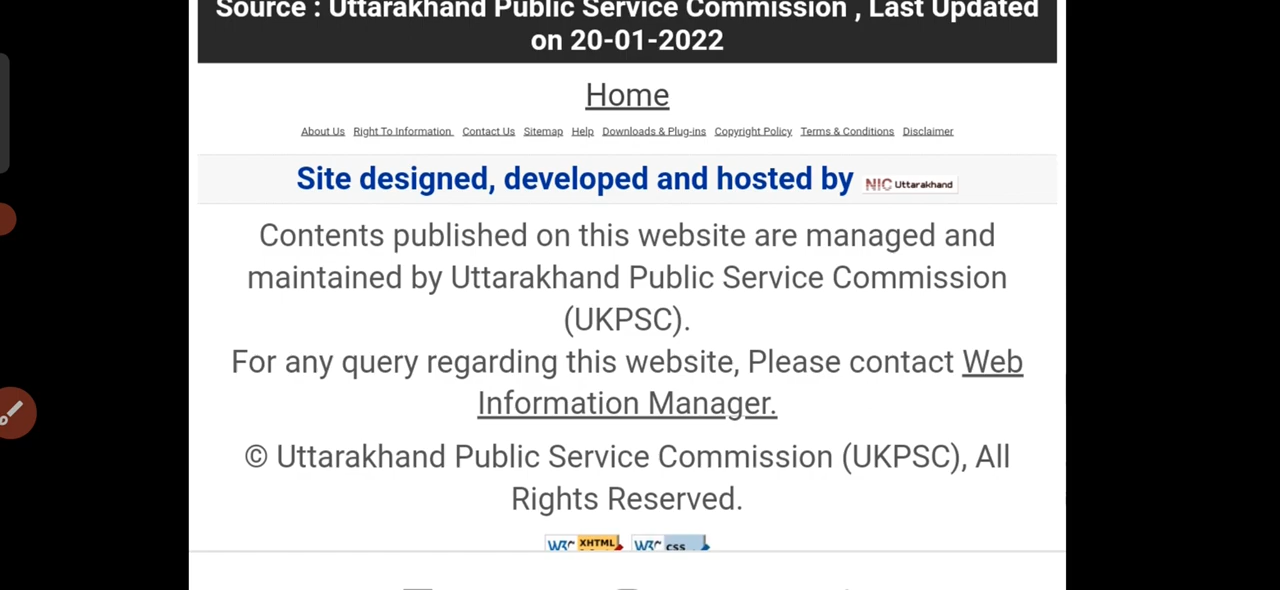 Source : Uttarakhand Public Service Commission , Last Updated
on 20-01-2022
Home
About Us Right To Information Contact Us Sitemap Help Downloads & Plug-ins Copyright Policy Terms & Conditions Disclaimer
Site designed, developed and hosted by NIC Uttarakhand
Contents published on this website are managed and
maintained by Uttarakhand Public Service Commission
(UKPSC).
For any query regarding this website, Please contact Web
Information Manager.
© Uttarakhand Public Service Commission (UKPSC), All
Rights Reserved.
W3C XHTML W3C css